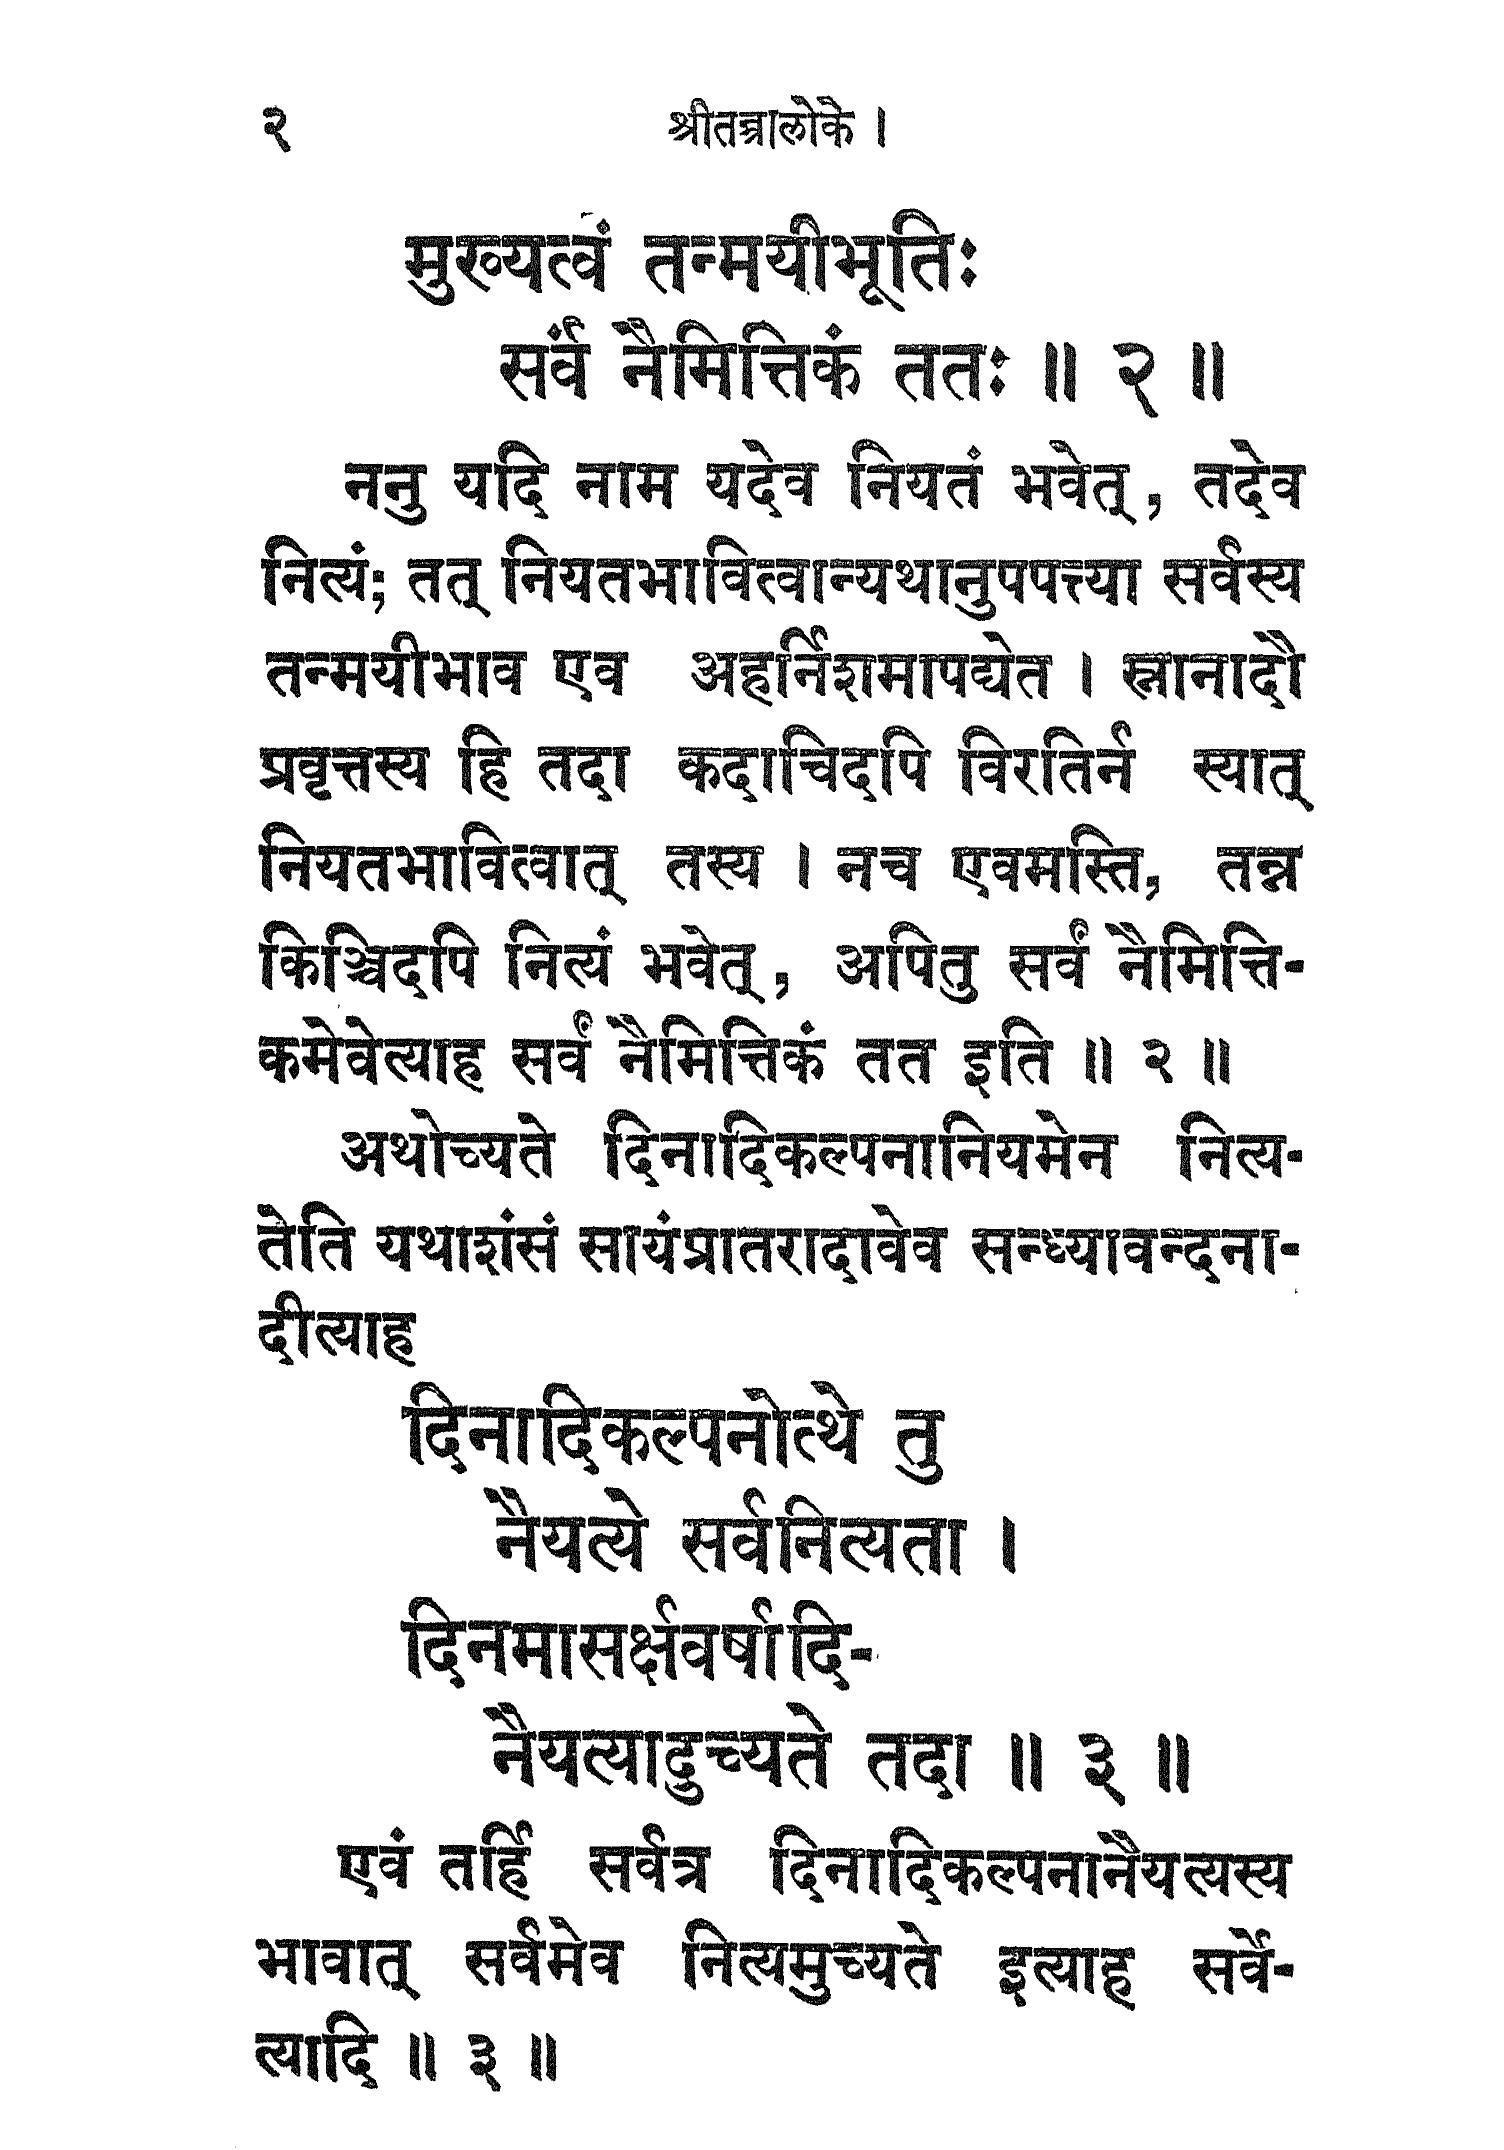 २ श्रीतन्त्रालोके ।
मुख्यत्वं तन्मयीभूतिः
सर्वं नैमित्तिकं ततः ॥ २ ॥
ननु यदि नाम यदेव नियतं भवेत्, तदेव
नित्यं; तत् नियतभावित्वान्यथानुपपत्त्या सर्वस्य
तन्मयीभाव एव अहर्निशमापद्येत । स्नानादौ
प्रवृत्तस्य हि तदा कदाचिदपि विरतिर्न स्यात्
नियतभावित्वात् तस्य । नच एवमस्ति, तन्न
किञ्चिदपि नित्यं भवेत्, अपितु सर्वं नैमित्ति-
कमेवेत्याह सर्वं नैमित्तिकं तत इति ॥ २ ॥
अथोच्यते दिनादिकल्पनानियमेन नित्य-
तेति यथाशंसं सायंप्रातरादावेव सन्ध्यावन्दना-
दीत्याह
दिनादिकल्पनोत्थे तु
नैयत्ये सर्वनित्यता ।
दिनमासर्क्षवर्षादि-
नैयत्यादुच्यते तदा ॥ ३ ॥
एवं तर्हि सर्वत्र दिनादिकल्पनानैयत्यस्य
भावात् सर्वमेव नित्यमुच्यते इत्याह सर्वे-
त्यादि ॥ ३ ॥